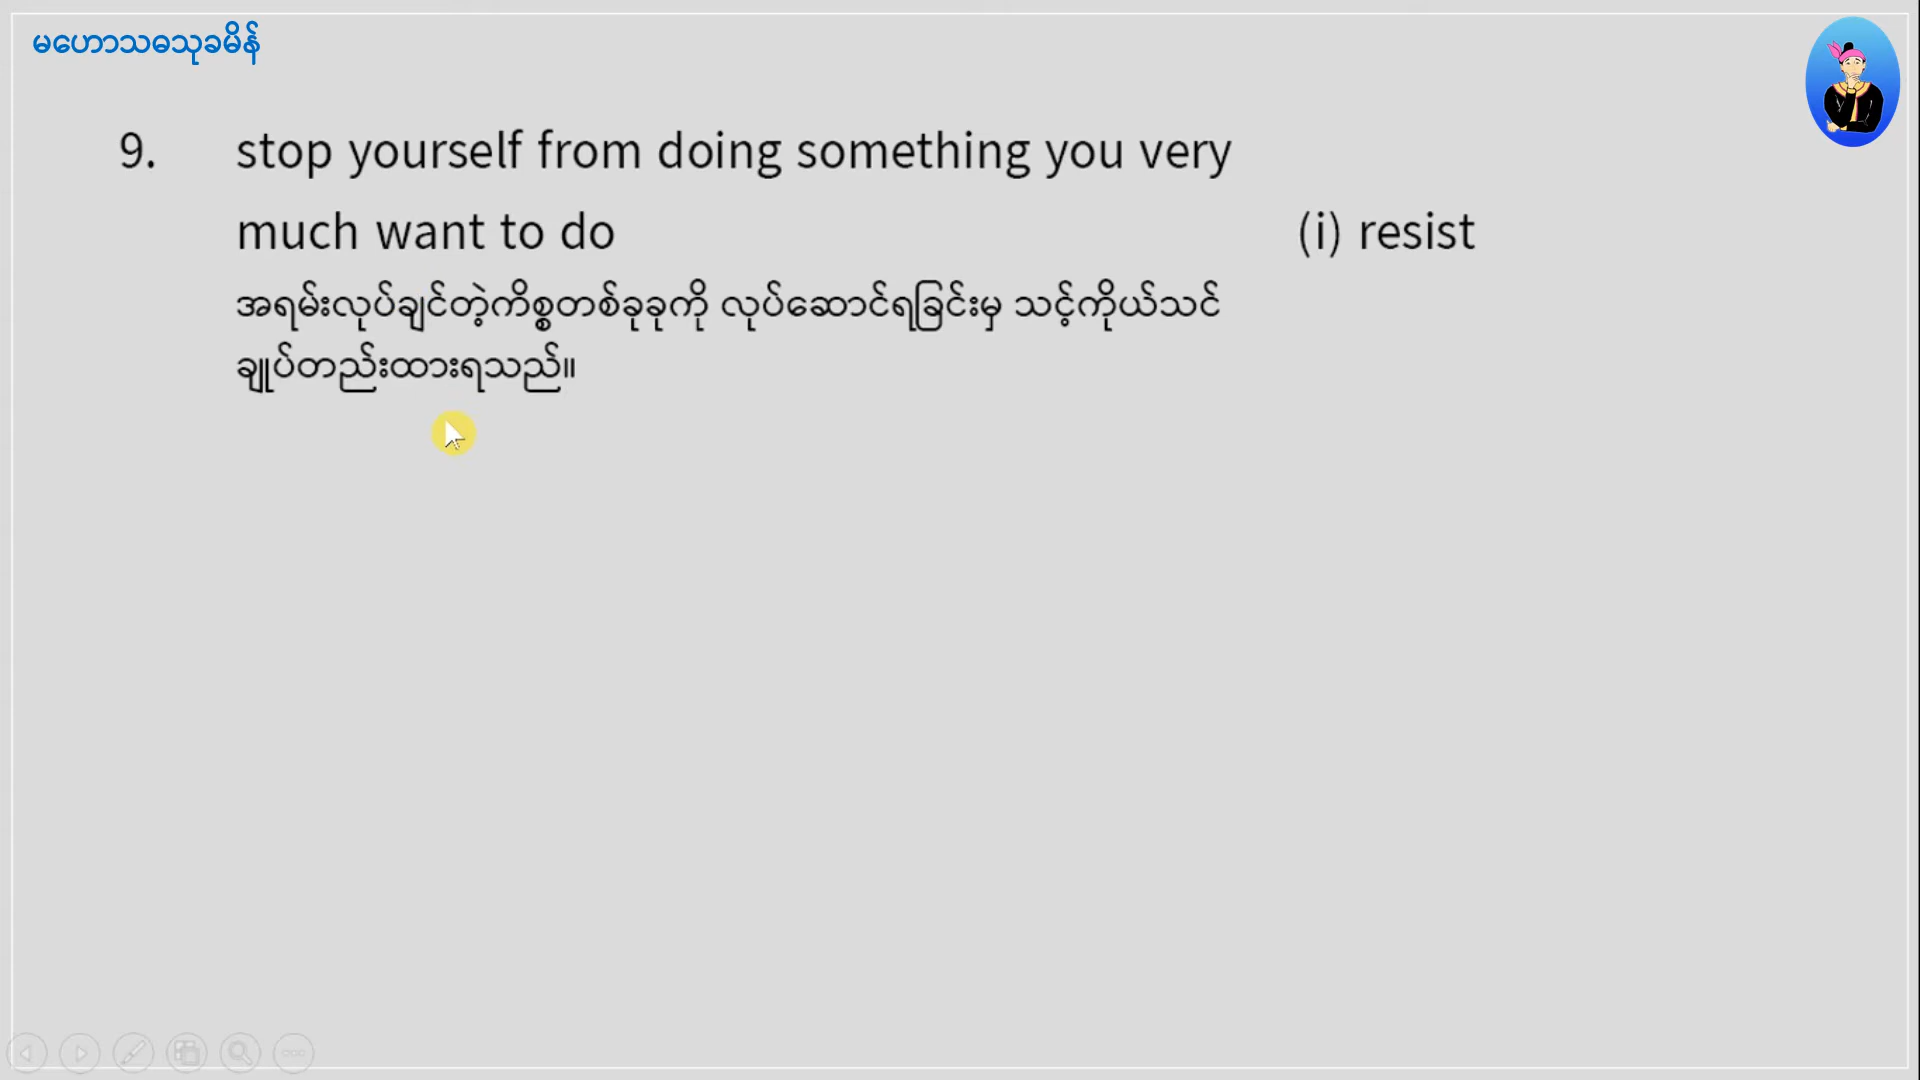 မဟောသဓသုခမိန်
9. stop yourself from doing something you very
much want to do (i) resist
အရမ်းလုပ်ချင်တဲ့ကိစ္စတစ်ခုခုကို လုပ်ဆောင်ရခြင်းမှ သင့်ကိုယ်သင်
ချုပ်တည်းထားရသည်။